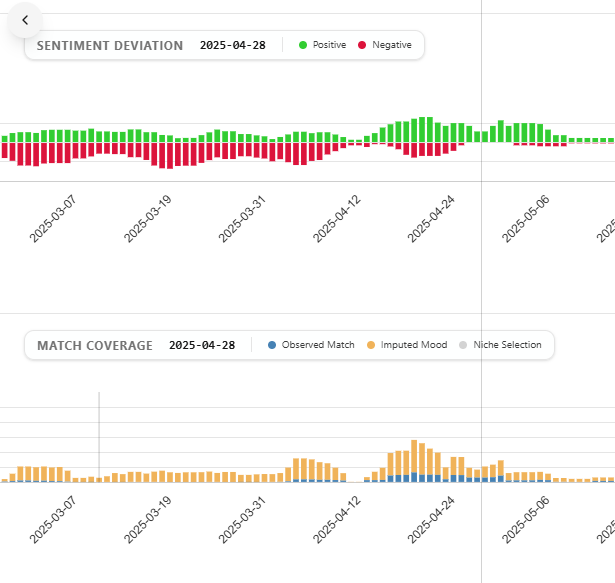 SENTIMENT DEVIATION 2025-04-28 Positive Negative
2025-03-07 2025-03-19 2025-03-31 2025-04-12 2025-04-24 2025-05-06
MATCH COVERAGE 2025-04-28 Observed Match Imputed Mood Niche Selection
2025-03-07 2025-03-19 2025-03-31 2025-04-12 2025-04-24 2025-05-06